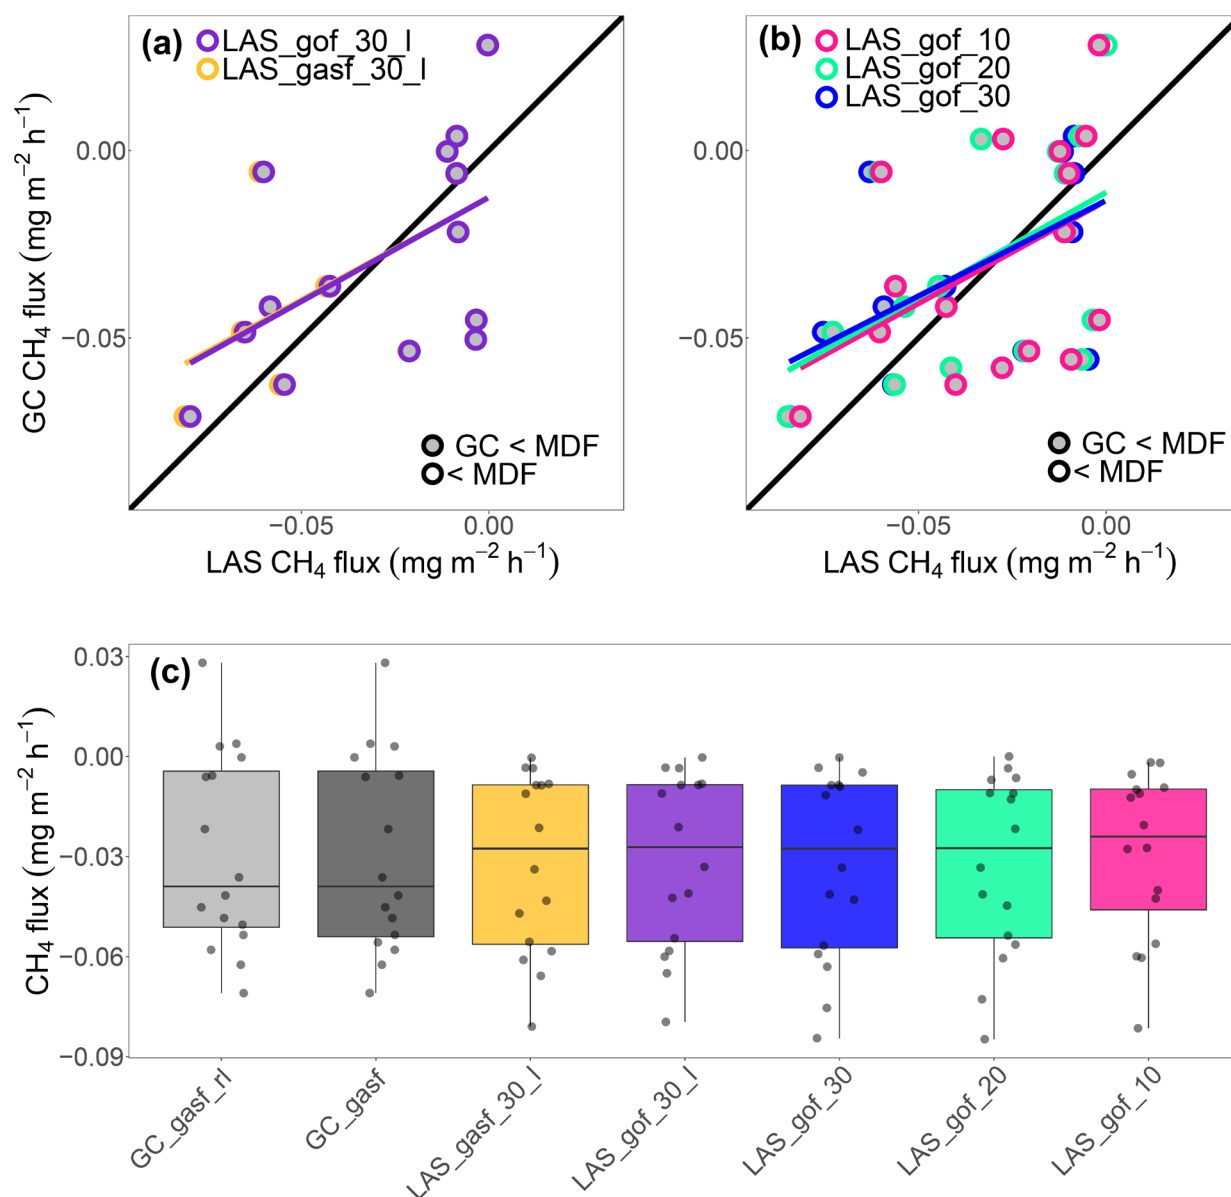 (a)
LAS_gof_30_l
LAS_gasf_30_l
GC < MDF
< MDF
0.00
−0.05
GC CH₄ flux (mg m⁻² h⁻¹)
−0.05 0.00
LAS CH₄ flux (mg m⁻² h⁻¹)
(b)
LAS_gof_10
LAS_gof_20
LAS_gof_30
GC < MDF
< MDF
0.00
−0.05
−0.05 0.00
LAS CH₄ flux (mg m⁻² h⁻¹)
(c)
0.03
0.00
−0.03
−0.06
−0.09
CH₄ flux (mg m⁻² h⁻¹)
GC_gasf_rl
GC_gasf
LAS_gasf_30_l
LAS_gof_30_l
LAS_gof_30
LAS_gof_20
LAS_gof_10